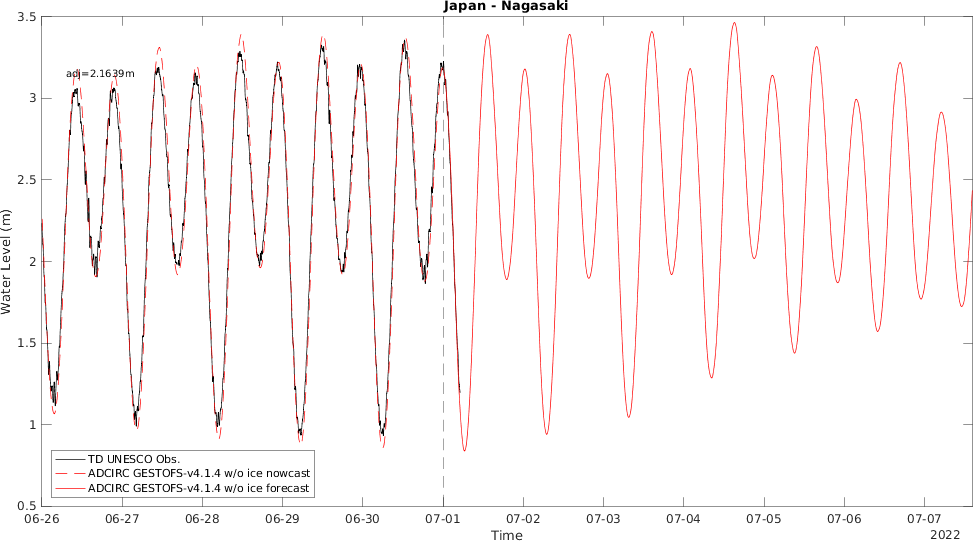 Japan - Nagasaki
adj=2.1639m
Water Level (m)
3.5
3
2.5
2
1.5
1
0.5
TD UNESCO Obs.
ADCIRC GESTOFS-v4.1.4 w/o ice nowcast
ADCIRC GESTOFS-v4.1.4 w/o ice forecast
06-26 06-27 06-28 06-29 06-30 07-01 07-02 07-03 07-04 07-05 07-06 07-07
2022
Time